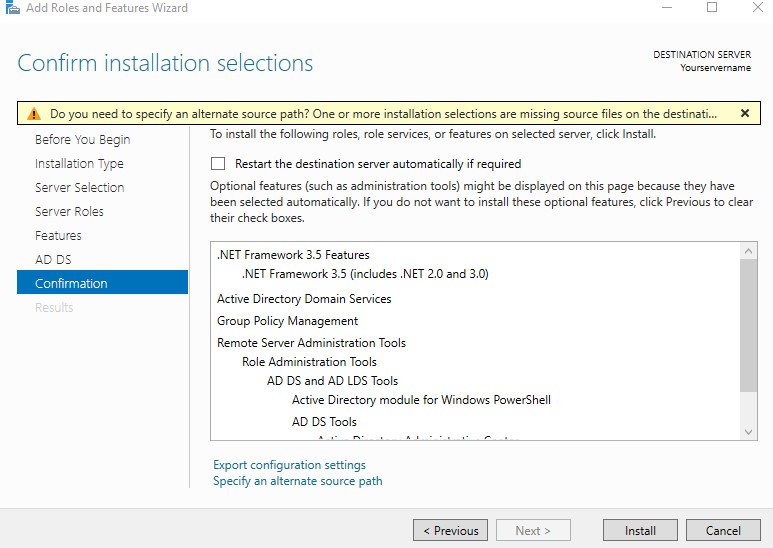 Add Roles and Features Wizard
Confirm installation selections
DESTINATION SERVER
Yourservername
Do you need to specify an alternate source path? One or more installation selections are missing source files on the destinati...
Before You Begin
Installation Type
Server Selection
Server Roles
Features
AD DS
Confirmation
Results
To install the following roles, role services, or features on selected server, click Install.
Restart the destination server automatically if required
Optional features (such as administration tools) might be displayed on this page because they have
been selected automatically. If you do not want to install these optional features, click Previous to clear
their check boxes.
.NET Framework 3.5 Features
.NET Framework 3.5 (includes .NET 2.0 and 3.0)
Active Directory Domain Services
Group Policy Management
Remote Server Administration Tools
Role Administration Tools
AD DS and AD LDS Tools
Active Directory module for Windows PowerShell
AD DS Tools
Active Directory Administrative Center
Export configuration settings
Specify an alternate source path
< Previous
Next >
Install
Cancel